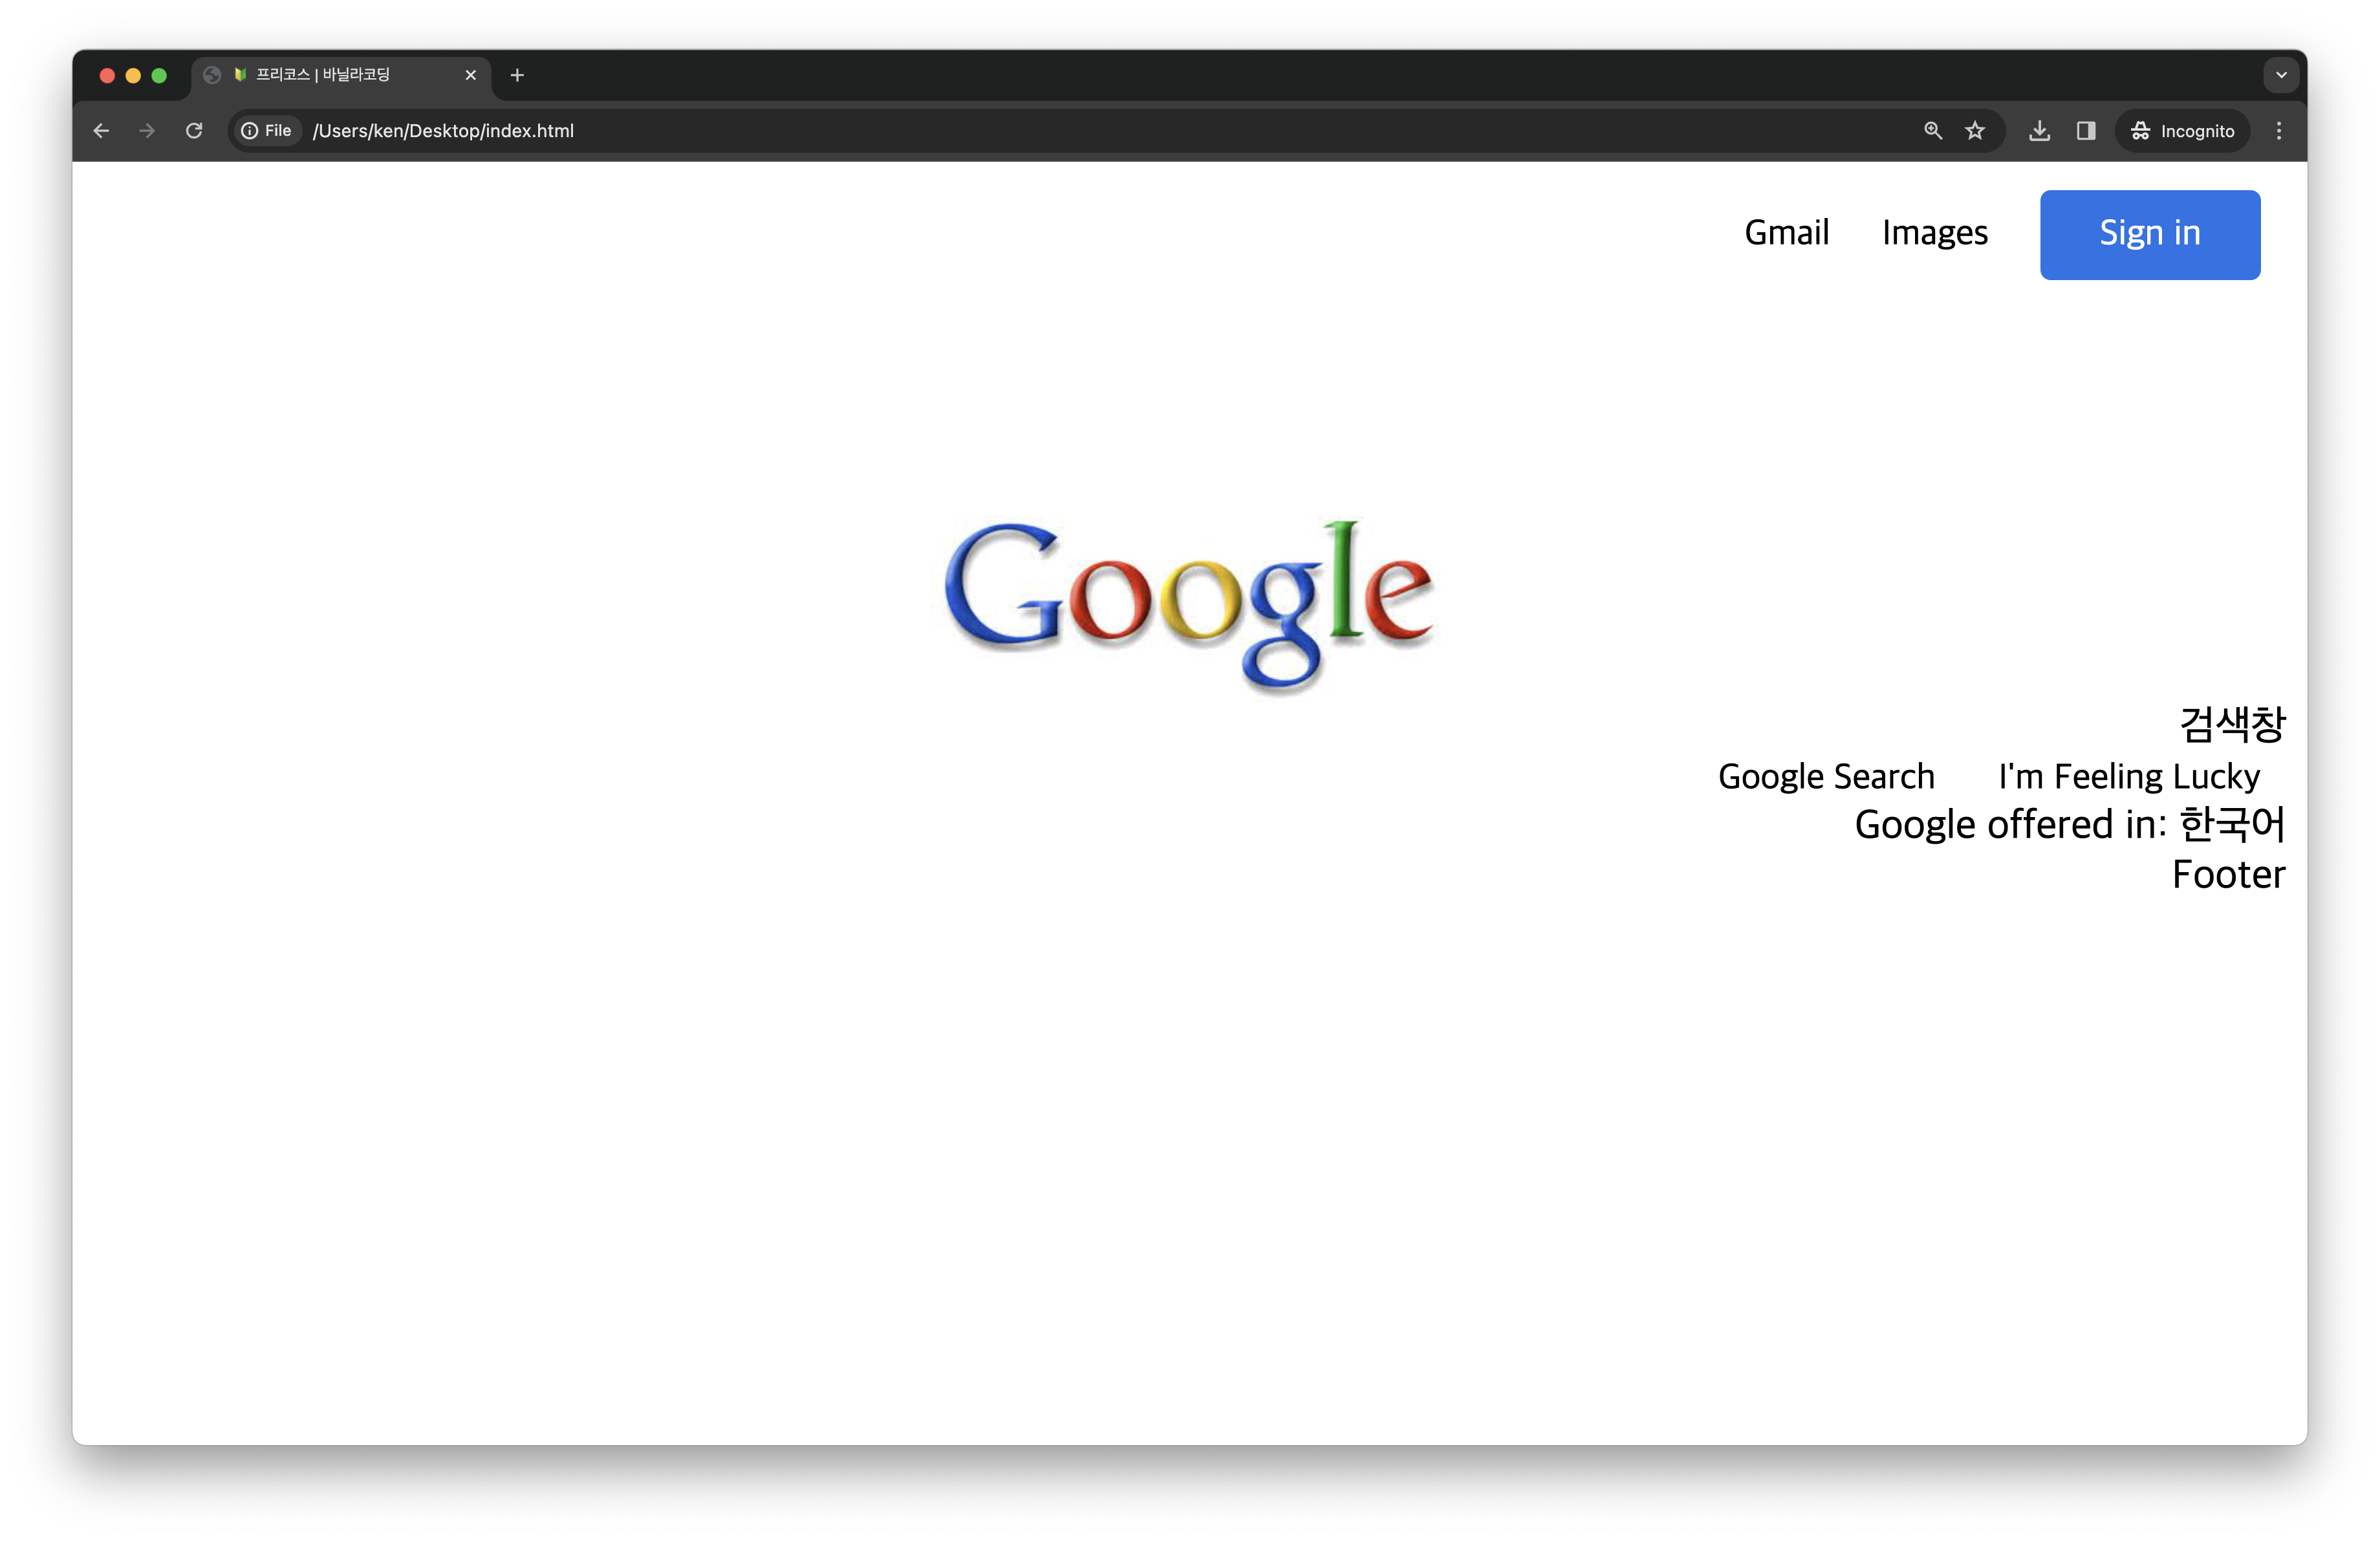 프리코스 | 바닐라코딩
File /Users/ken/Desktop/index.html Incognito
Gmail Images Sign in
Google
검색창
Google Search I'm Feeling Lucky
Google offered in: 한국어
Footer